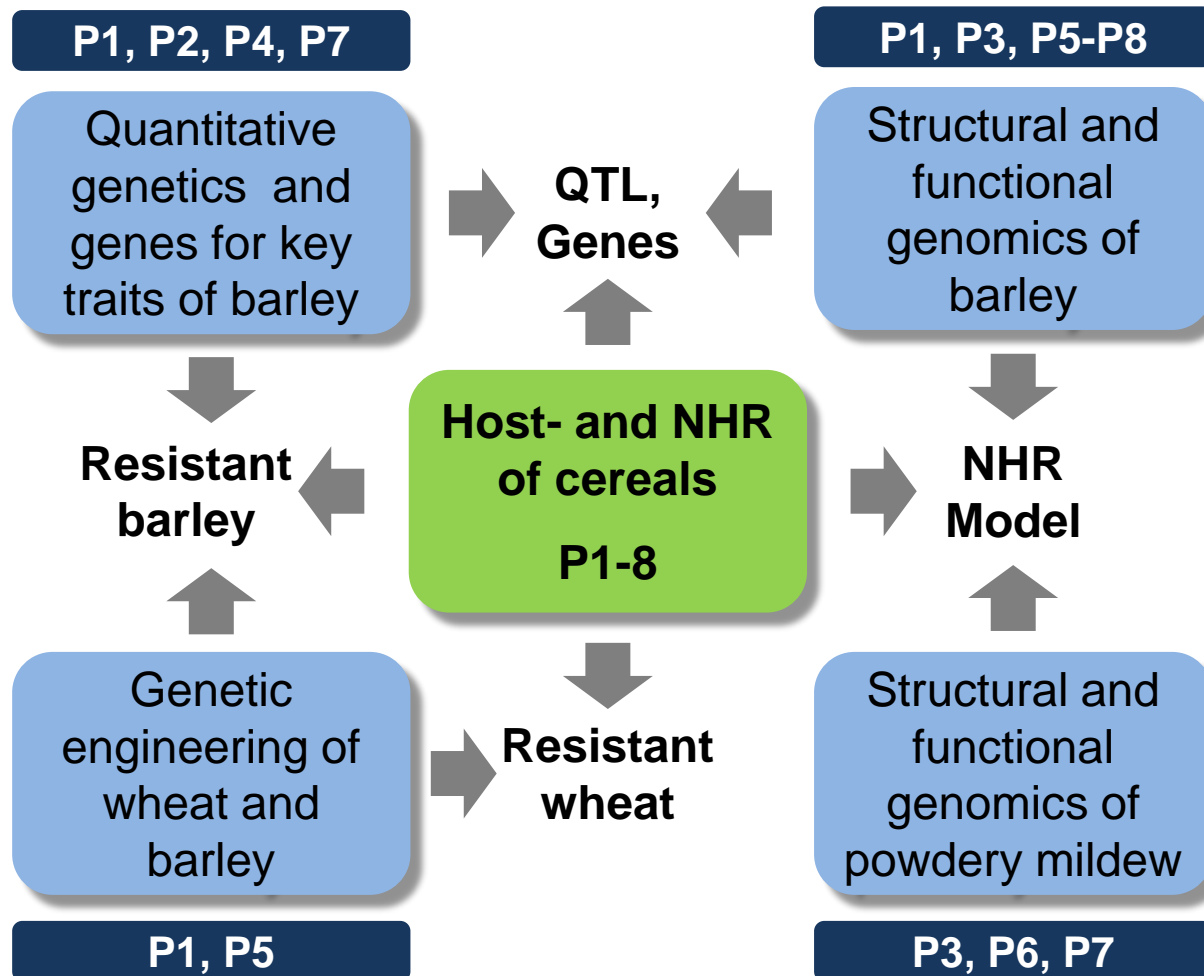 P1, P2, P4, P7
Quantitative
genetics and
genes for key
traits of barley
QTL,
Genes
P1, P3, P5-P8
Structural and
functional
genomics of
barley
Resistant
barley
Host- and NHR
of cereals
P1-8
NHR
Model
Genetic
engineering of
wheat and
barley
P1, P5
Resistant
wheat
Structural and
functional
genomics of
powdery mildew
P3, P6, P7